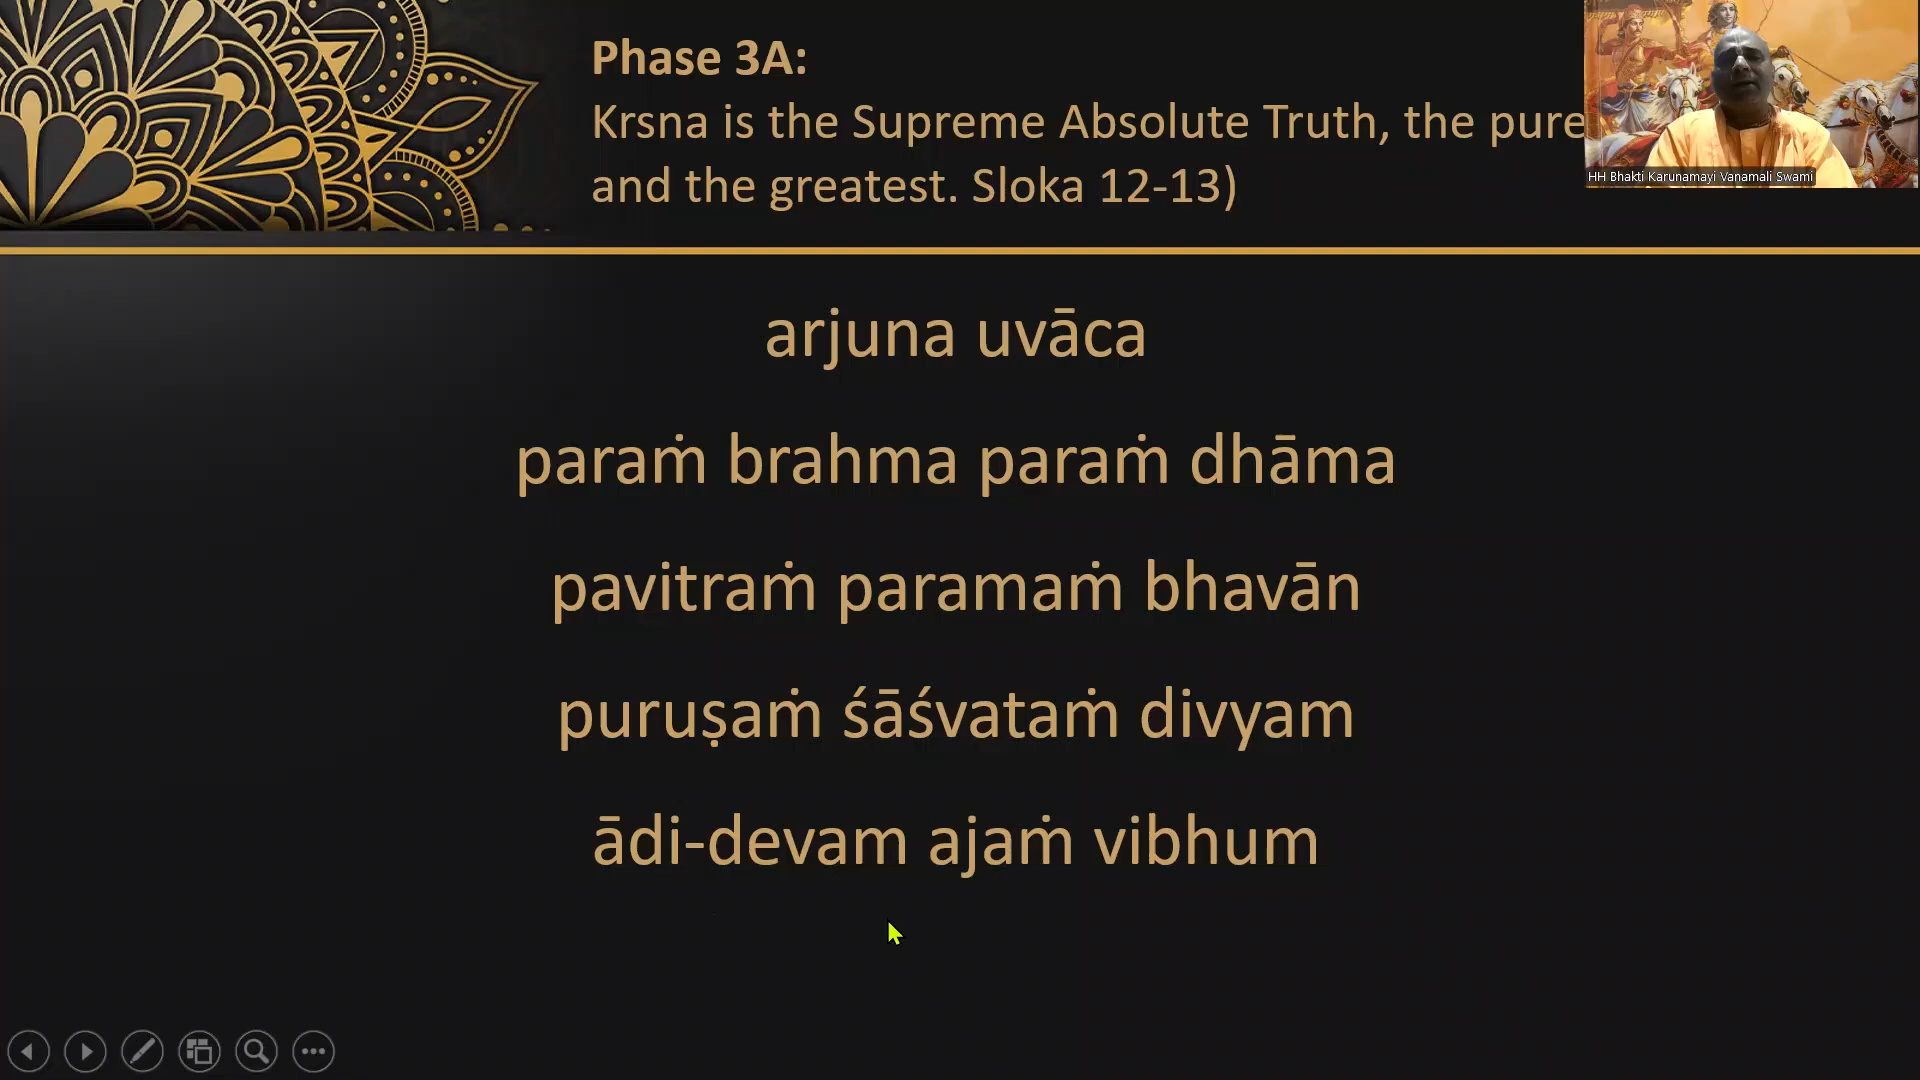 Phase 3A:
Krsna is the Supreme Absolute Truth, the pure
and the greatest. Sloka 12-13)
HH Bhakti Karunamayi Vanamali Swami
arjuna uvāca
paraṁ brahma paraṁ dhāma
pavitraṁ paramaṁ bhavān
puruṣaṁ śāśvataṁ divyam
ādi-devam ajaṁ vibhum